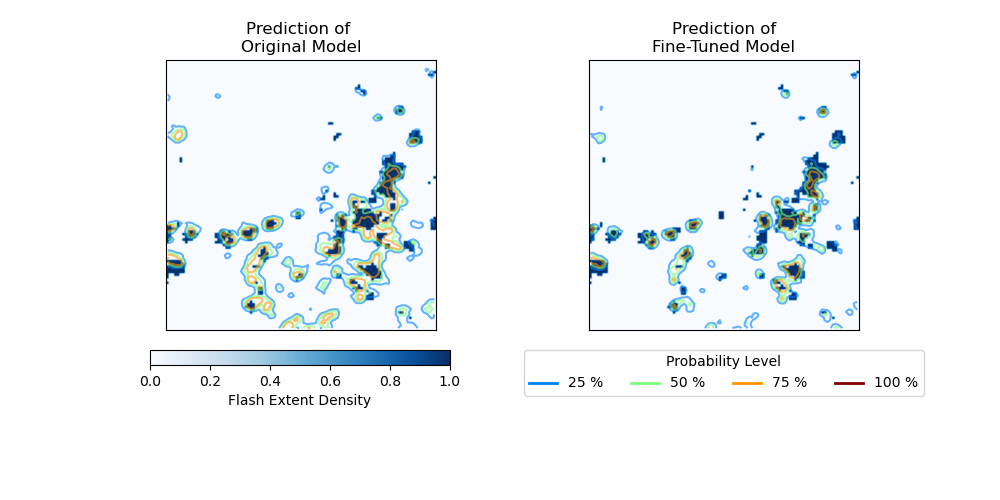 Prediction of
Original Model
Prediction of
Fine-Tuned Model
0.0 0.2 0.4 0.6 0.8 1.0
Flash Extent Density
Probability Level
25 % 50 % 75 % 100 %